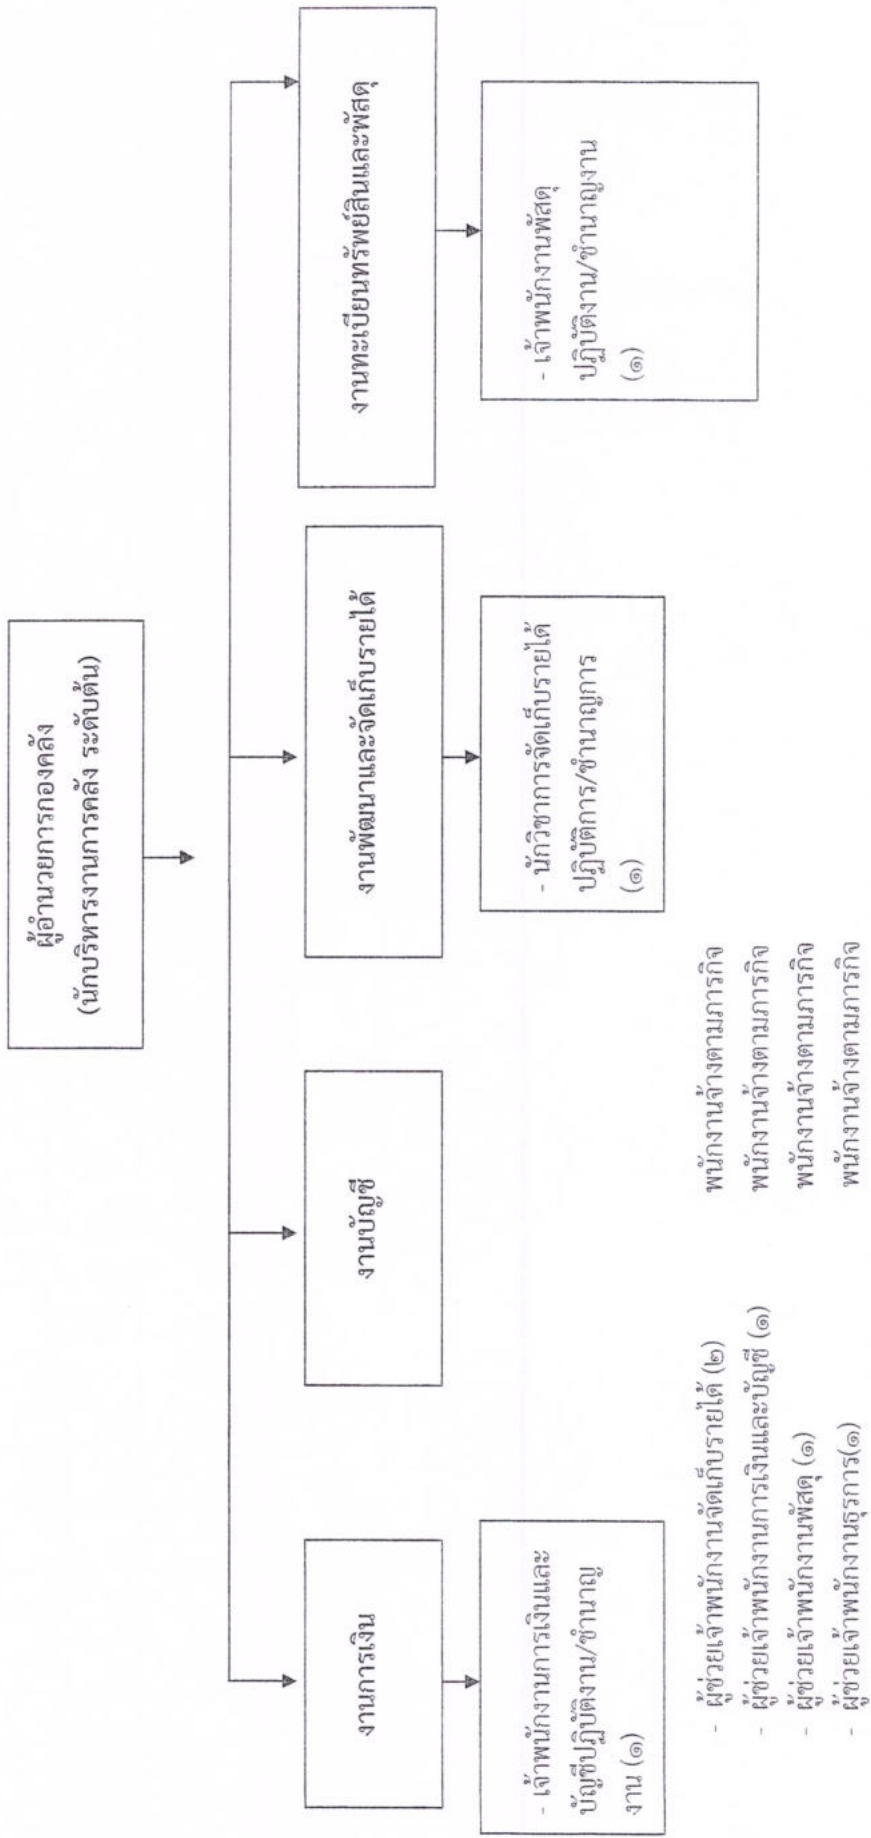 ผู้อำนวยการกองคลัง
(นักบริหารงานการคลัง ระดับต้น)
งานการเงิน
งานบัญชี
งานพัฒนาและจัดเก็บรายได้
งานทะเบียนทรัพย์สินและพัสดุ
- เจ้าพนักงานการเงินและ
บัญชีปฏิบัติงาน/ชำนาญ
งาน (๑)
- นักวิชาการจัดเก็บรายได้
ปฏิบัติการ/ชำนาญการ
(๑)
- เจ้าพนักงานพัสดุ
ปฏิบัติงาน/ชำนาญงาน
(๑)
- ผู้ช่วยเจ้าพนักงานจัดเก็บรายได้ (๒) พนักงานจ้างตามภารกิจ
- ผู้ช่วยเจ้าพนักงานการเงินและบัญชี (๑) พนักงานจ้างตามภารกิจ
- ผู้ช่วยเจ้าพนักงานพัสดุ (๑) พนักงานจ้างตามภารกิจ
- ผู้ช่วยเจ้าพนักงานธุรการ(๑) พนักงานจ้างตามภารกิจ